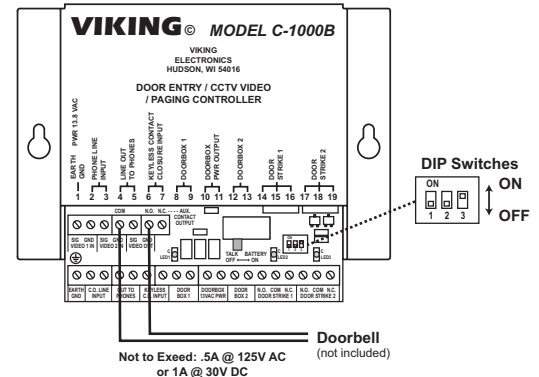 VIKING© MODEL C-1000B
VIKING
ELECTRONICS
HUDSON, WI 54016
DOOR ENTRY / CCTV VIDEO
/ PAGING CONTROLLER
PWR 13.8 VAC
EARTH GND
PHONE LINE INPUT
LINE OUT TO PHONES
KEYLESS CONTACT CLOSURE INPUT
DOORBOX 1
DOORBOX PWR OUTPUT
DOORBOX 2
DOOR STRIKE 1
DOOR STRIKE 2
1 2 3 4 5 6 7 8 9 10 11 12 13 14 15 16 17 18 19
DIP Switches
ON
1 2 3
ON
OFF
COM N.O. N.C. AUX. CONTACT OUTPUT
SIG GND SIG GND SIG GND
VIDEO 1 IN VIDEO 2 IN VIDEO OUT
ON
1 2 3
TALK BATTERY
OFF ON
C LED1
C LED2
C LED3
EARTH GND
C.O. LINE INPUT
OUT TO PHONES
KEYLESS C.C. INPUT
DOOR BOX 1
DOORBOX 13VAC PWR
DOOR BOX 2
N.O. COM N.C.
DOOR STRIKE 1
N.O. COM N.C.
DOOR STRIKE 2
Doorbell
(not included)
Not to Exeed: .5A @ 125V AC
or 1A @ 30V DC